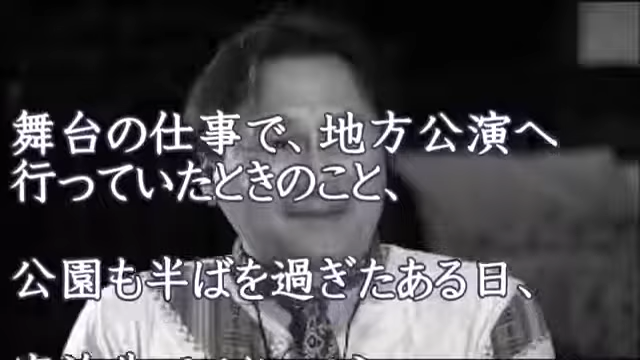 舞台の仕事で、地方公演へ
行っていたときのこと、
公園も半ばを過ぎたある日、